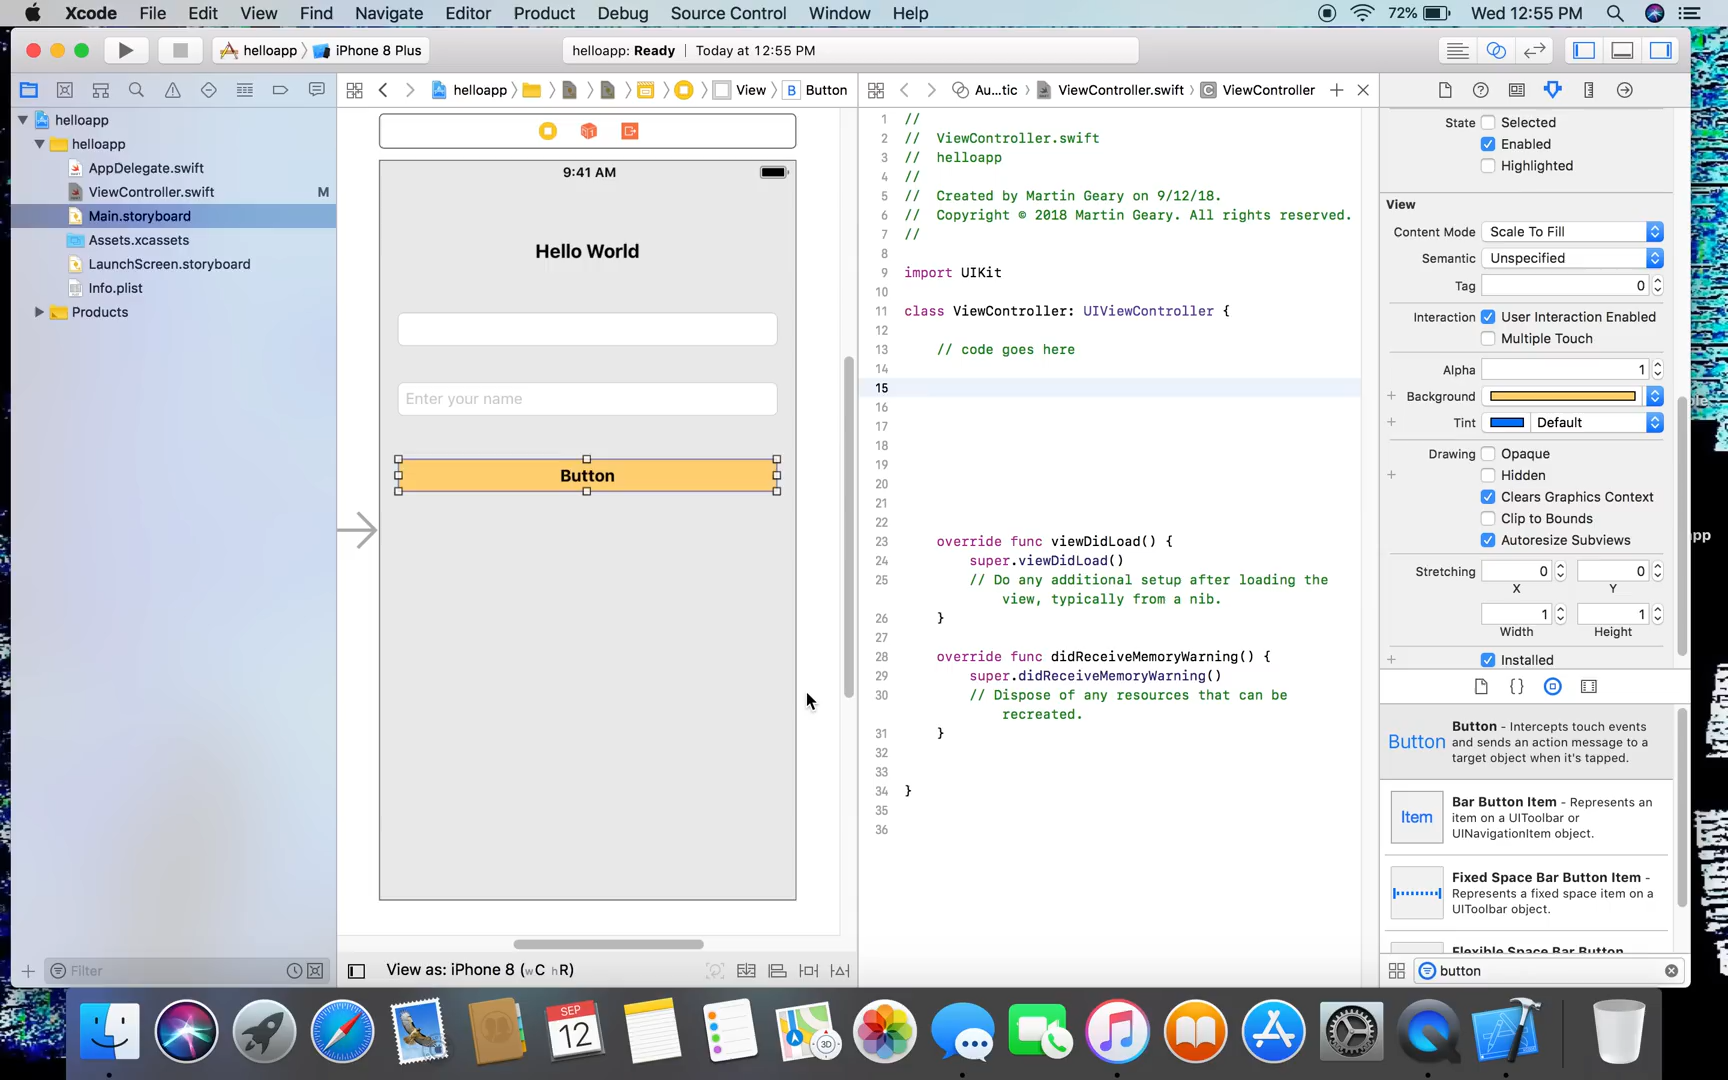 Xcode File Edit View Find Navigate Editor Product Debug Source Control Window Help 72% Wed 12:55 PM
helloapp iPhone 8 Plus helloapp: Ready | Today at 12:55 PM
helloapp View B Button Au...tic ViewController.swift C ViewController
helloapp
helloapp
AppDelegate.swift
ViewController.swift M
Main.storyboard
Assets.xcassets
LaunchScreen.storyboard
Info.plist
Products
Filter
9:41 AM
Hello World
Enter your name
Button
View as: iPhone 8 (wC hR)
1 //
2 // ViewController.swift
3 // helloapp
4 //
5 // Created by Martin Geary on 9/12/18.
6 // Copyright © 2018 Martin Geary. All rights reserved.
7 //
8
9 import UIKit
10
11 class ViewController: UIViewController {
12
13 // code goes here
14
15
16
17
18
19
20
21
22
23 override func viewDidLoad() {
24 super.viewDidLoad()
25 // Do any additional setup after loading the
view, typically from a nib.
26 }
27
28 override func didReceiveMemoryWarning() {
29 super.didReceiveMemoryWarning()
30 // Dispose of any resources that can be
recreated.
31 }
32
33
34 }
35
36
State Selected
Enabled
Highlighted
View
Content Mode Scale To Fill
Semantic Unspecified
Tag 0
Interaction User Interaction Enabled
Multiple Touch
Alpha 1
Background
Tint Default
Drawing Opaque
Hidden
Clears Graphics Context
Clip to Bounds
Autoresize Subviews
Stretching 0 0
X Y
1 1
Width Height
Installed
Button
Button - Intercepts touch events
and sends an action message to a
target object when it's tapped.
Item
Bar Button Item - Represents an
item on a UIToolbar or
UINavigationItem object.
Fixed Space Bar Button Item -
Represents a fixed space item on a
UIToolbar object.
Flexible Space Bar Button
button
SEP
12
3D